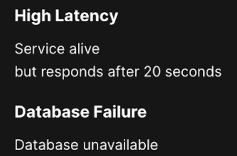 High Latency
Service alive
but responds after 20 seconds
Database Failure
Database unavailable